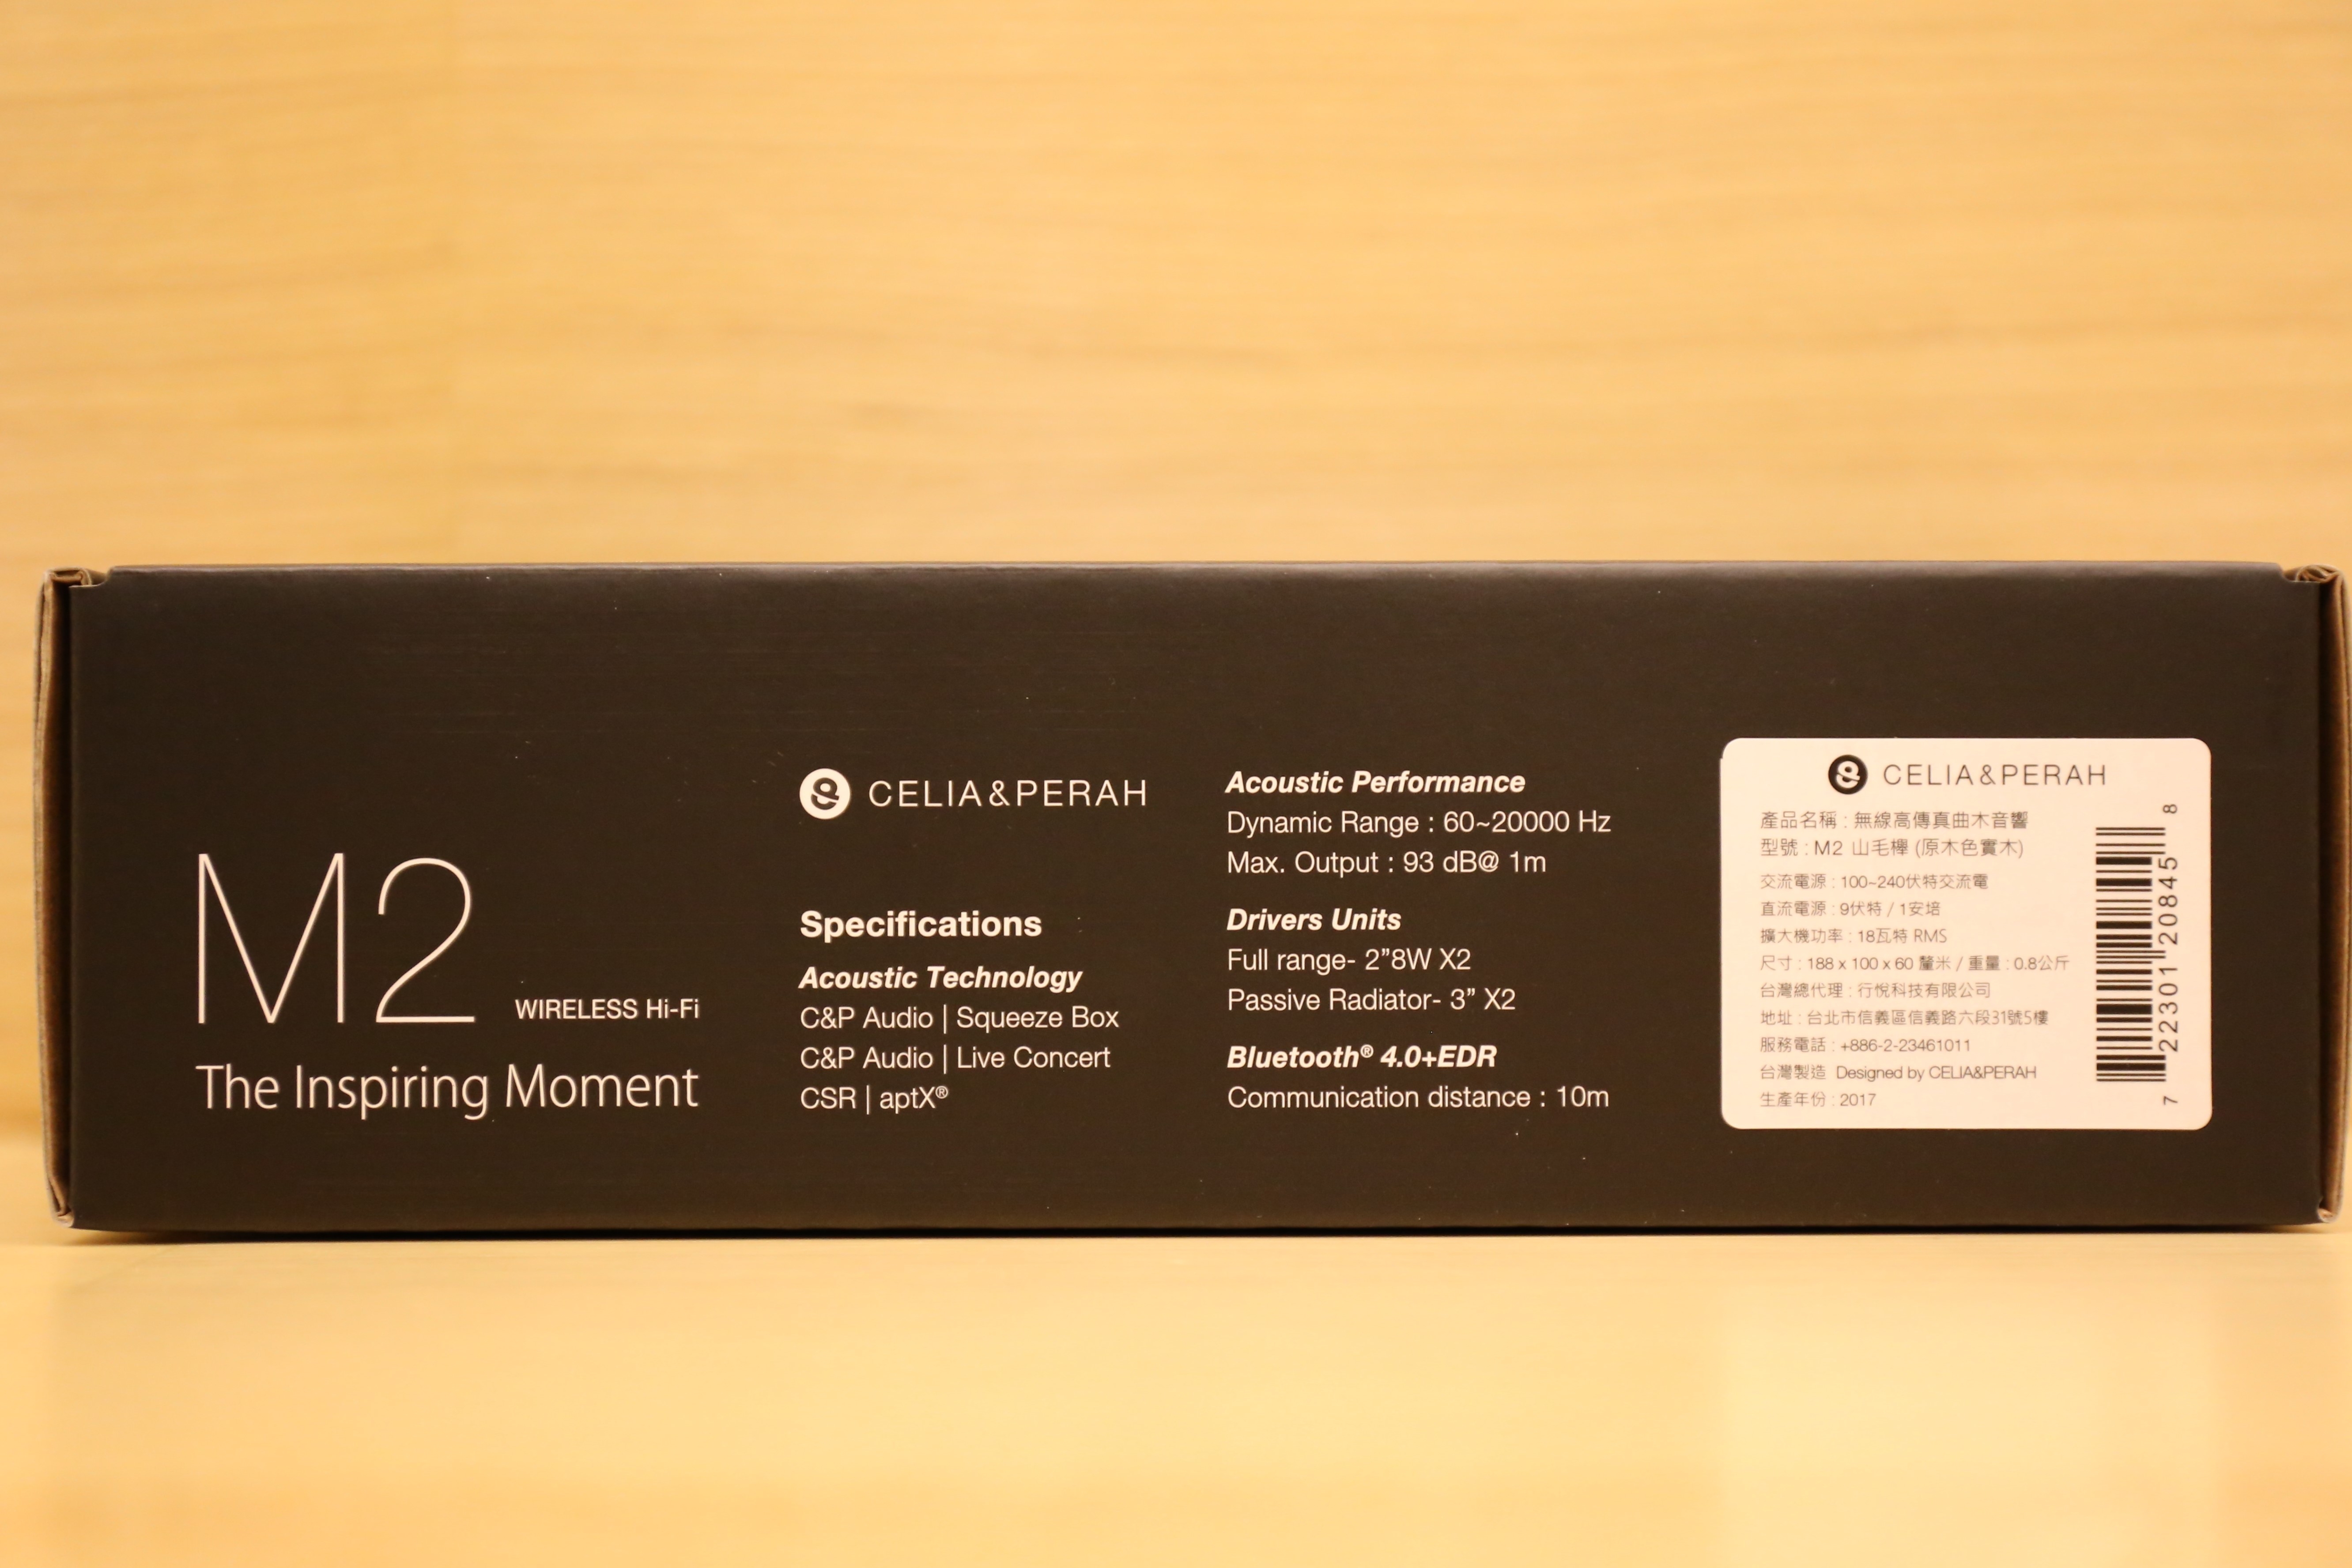 M2 WIRELESS Hi-Fi
The Inspiring Moment
CELIA&PERAH
Specifications
Acoustic Technology
C&P Audio | Squeeze Box
C&P Audio | Live Concert
CSR | aptX®
Acoustic Performance
Dynamic Range : 60~20000 Hz
Max. Output : 93 dB@ 1m
Drivers Units
Full range- 2”8W X2
Passive Radiator- 3” X2
Bluetooth® 4.0+EDR
Communication distance : 10m
CELIA&PERAH
產品名稱 : 無線高傳真曲木音響
型號 : M2 山毛游 (原木色實木)
交流電源 : 100~240伏特交流電
直流電源 : 9伏特 / 1安培
擴大機功率 : 18瓦特 RMS
尺寸 : 188 x 100 x 60 釐米 / 重量 : 0.8公斤
台灣總代理 : 行悅科技有限公司
地址 : 台北市信義區信義路六段31號5樓
服務電話 : +886-2-23461011
台灣製造 Designed by CELIA&PERAH
生產年份 : 2017
7 22301 20845 8